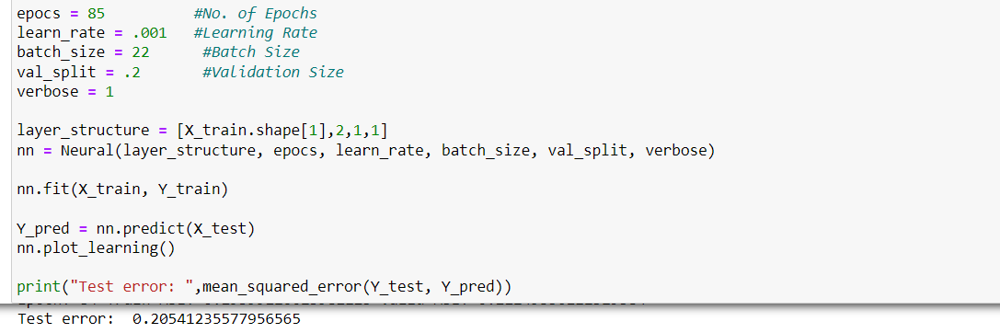 epocs = 85 #No. of Epochs
learn_rate = .001 #Learning Rate
batch_size = 22 #Batch Size
val_split = .2 #Validation Size
verbose = 1
layer_structure = [X_train.shape[1],2,1,1]
nn = Neural(layer_structure, epocs, learn_rate, batch_size, val_split, verbose)
nn.fit(X_train, Y_train)
Y_pred = nn.predict(X_test)
nn.plot_learning()
print("Test error: ",mean_squared_error(Y_test, Y_pred))
Test error: 0.20541235577956565